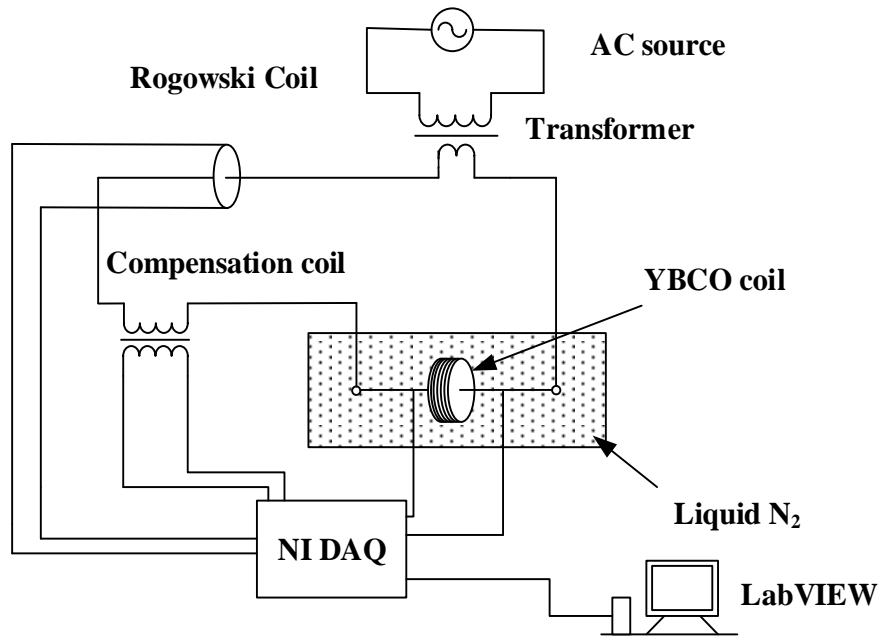 AC source
Rogowski Coil
Transformer
Compensation coil
YBCO coil
Liquid N₂
NI DAQ
LabVIEW